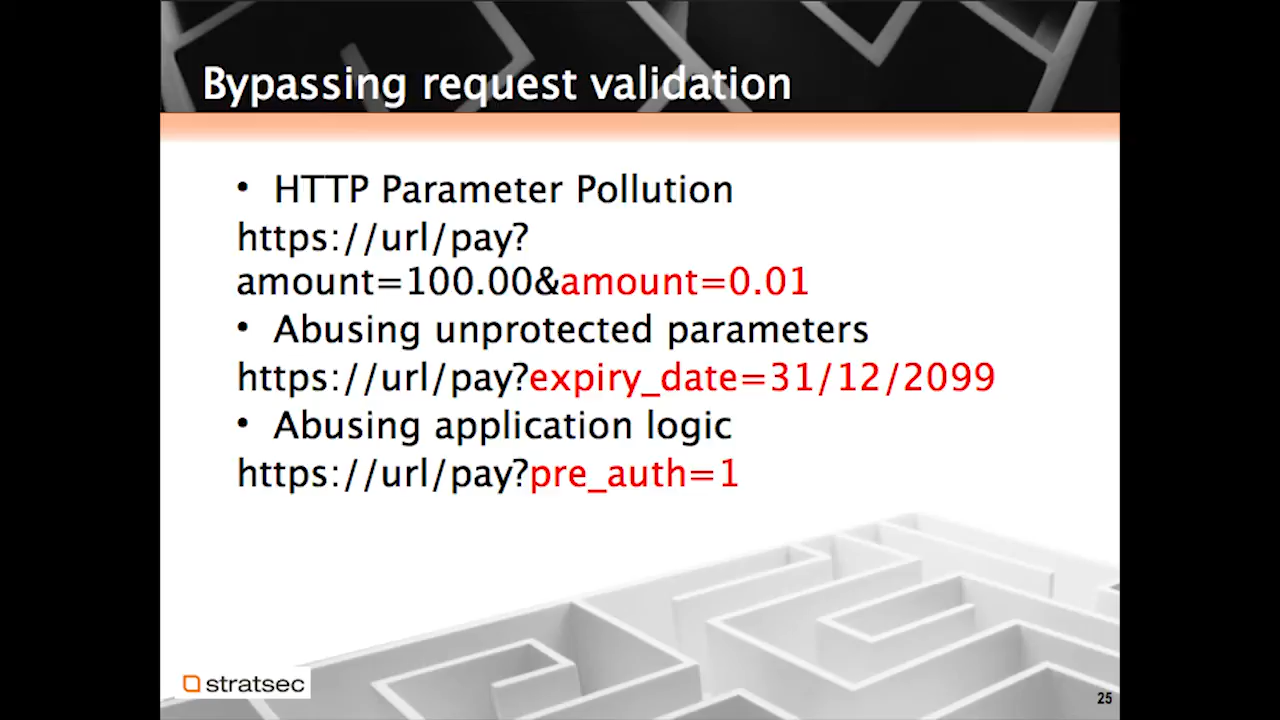 Bypassing request validation
• HTTP Parameter Pollution
https://url/pay?
amount=100.00&amount=0.01
• Abusing unprotected parameters
https://url/pay?expiry_date=31/12/2099
• Abusing application logic
https://url/pay?pre_auth=1
stratsec
25